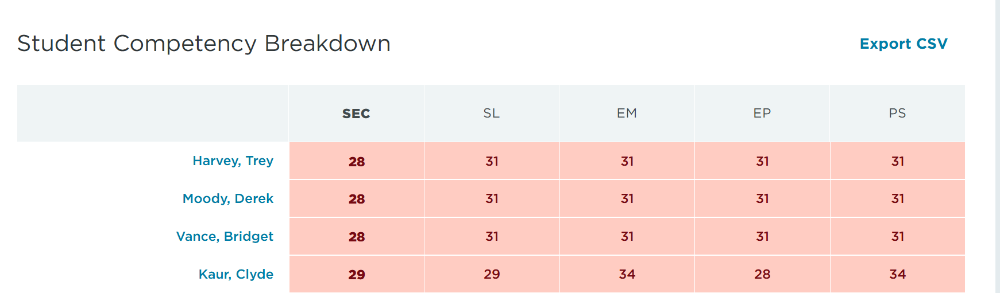 Student Competency Breakdown Export CSV
SEC SL EM EP PS
Harvey, Trey 28 31 31 31 31
Moody, Derek 28 31 31 31 31
Vance, Bridget 28 31 31 31 31
Kaur, Clyde 29 29 34 28 34